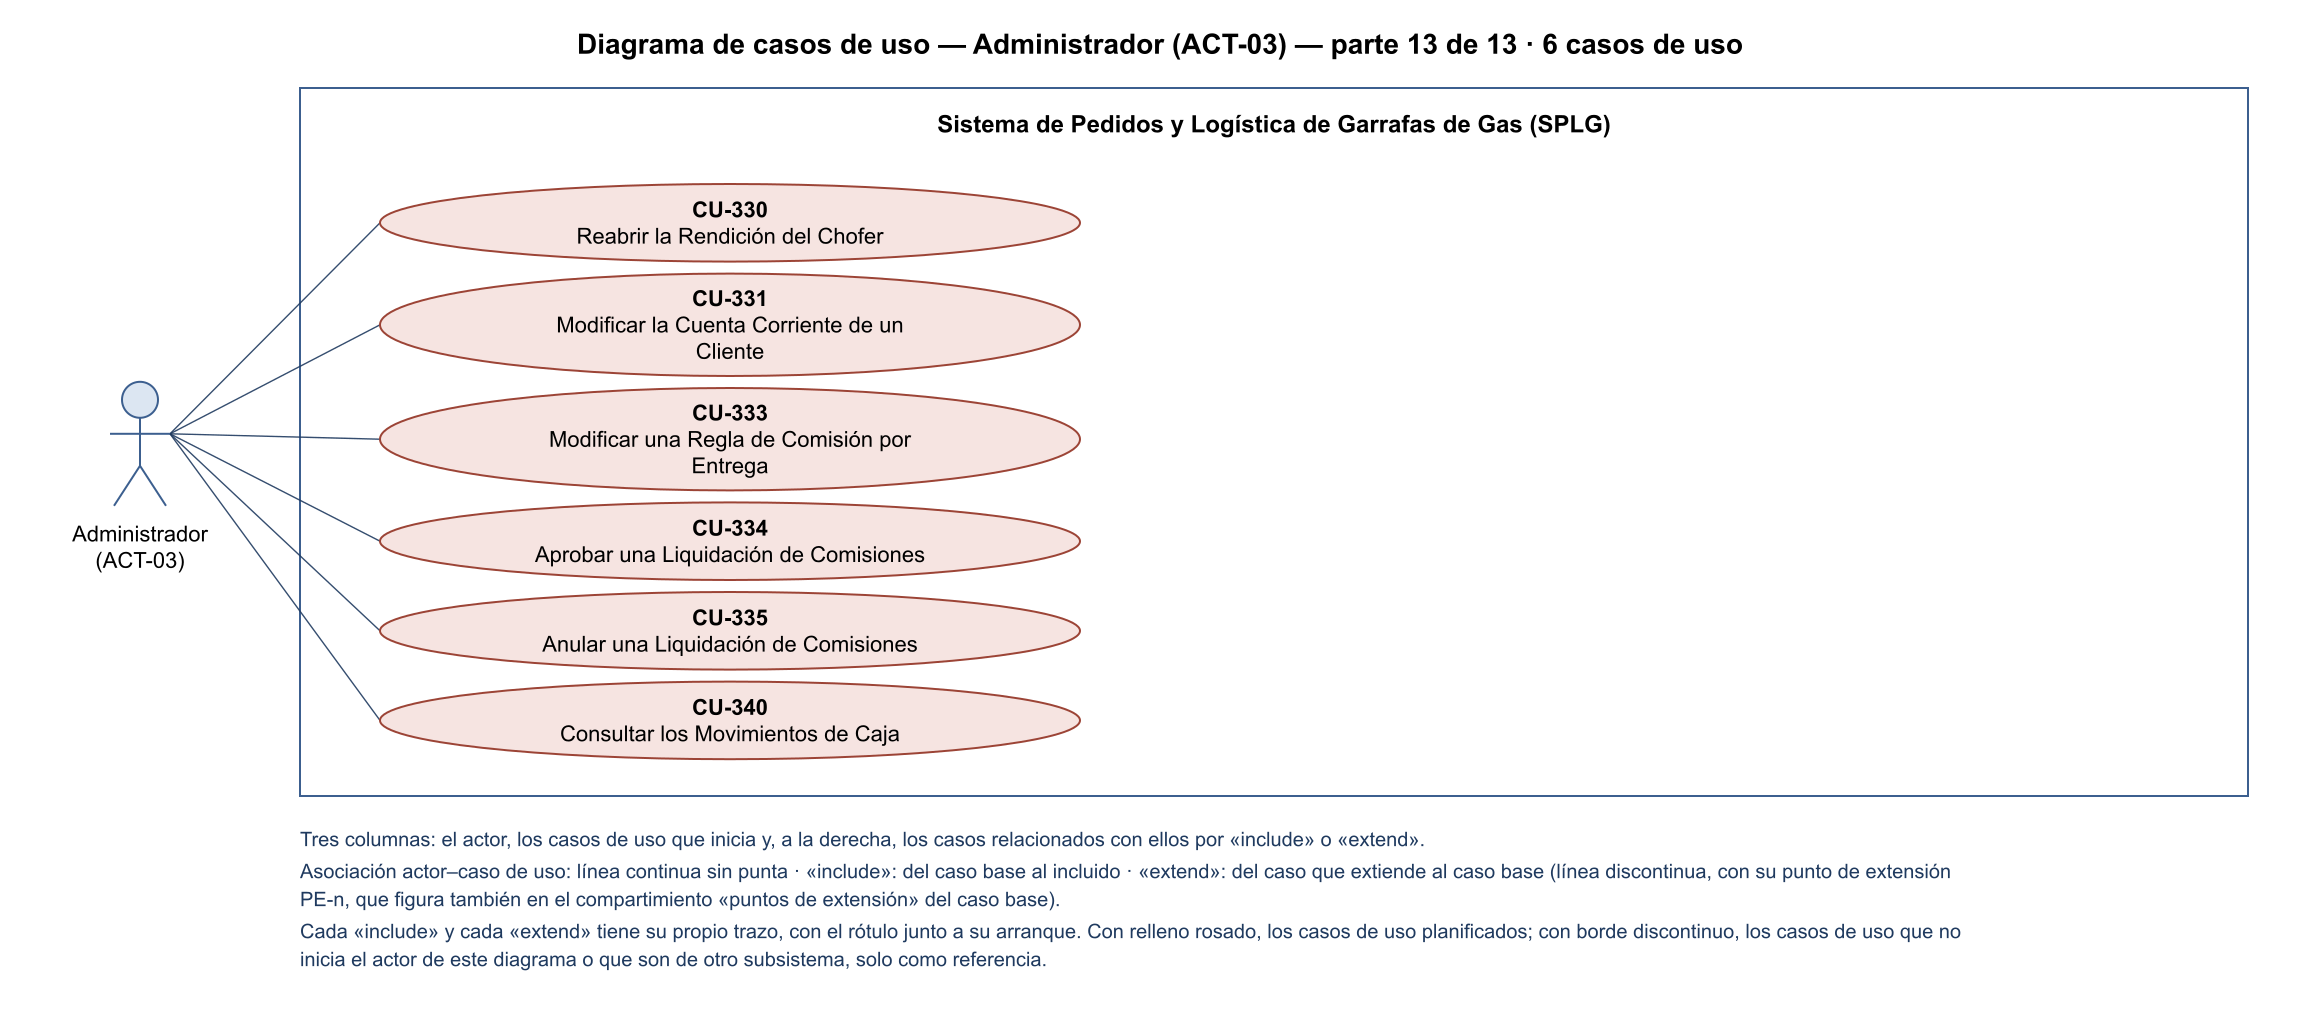 Diagrama de casos de uso — Administrador (ACT-03) — parte 13 de 13 · 6 casos de uso
Sistema de Pedidos y Logística de Garrafas de Gas (SPLG)
CU-330
Reabrir la Rendición del Chofer
CU-331
Modificar la Cuenta Corriente de un
Cliente
CU-333
Modificar una Regla de Comisión por
Entrega
CU-334
Aprobar una Liquidación de Comisiones
Administrador
(ACT-03)
CU-335
Anular una Liquidación de Comisiones
CU-340
Consultar los Movimientos de Caja
Tres columnas: el actor, los casos de uso que inicia y, a la derecha, los casos relacionados con ellos por «include» o «extend».
Asociación actor–caso de uso: línea continua sin punta · «include»: del caso base al incluido · «extend»: del caso que extiende al caso base (línea discontinua, con su punto de extensión
PE-n, que figura también en el compartimiento «puntos de extensión» del caso base).
Cada «include» y cada «extend» tiene su propio trazo, con el rótulo junto a su arranque. Con relleno rosado, los casos de uso planificados; con borde discontinuo, los casos de uso que no
inicia el actor de este diagrama o que son de otro subsistema, solo como referencia.